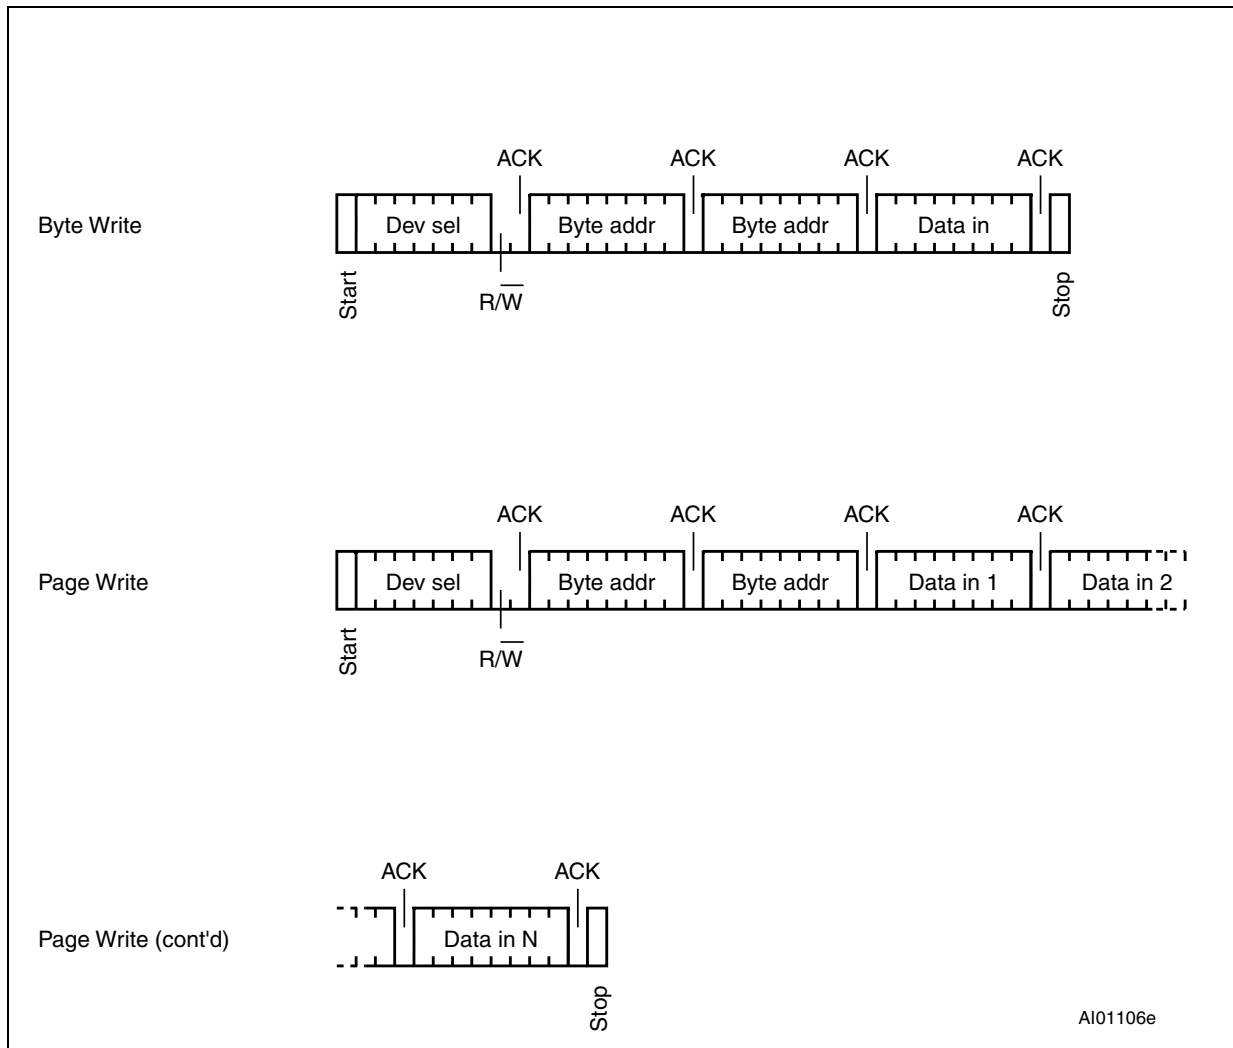 ACK ACK ACK ACK
Byte Write
Dev sel Byte addr Byte addr Data in
Start R/W̅ Stop
ACK ACK ACK ACK
Page Write
Dev sel Byte addr Byte addr Data in 1 Data in 2
Start R/W̅
ACK ACK
Page Write (cont'd)
Data in N
Stop
AI01106e